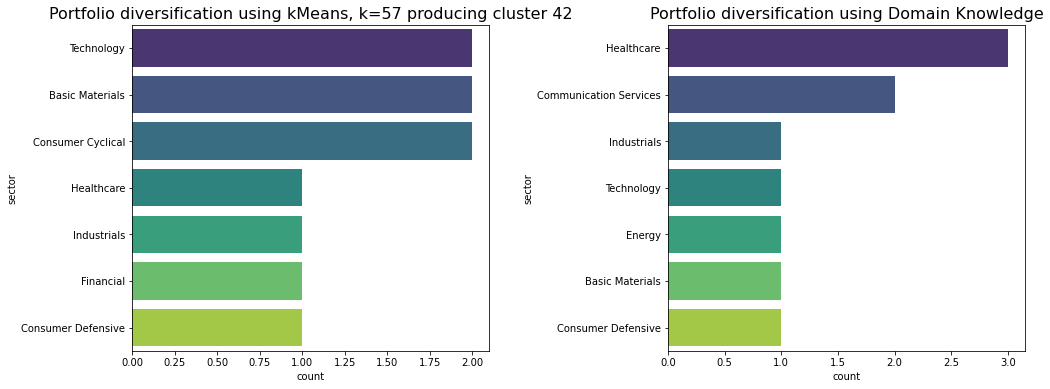 Portfolio diversification using kMeans, k=57 producing cluster 42
Technology
Basic Materials
Consumer Cyclical
Healthcare
Industrials
Financial
Consumer Defensive
sector
0.00 0.25 0.50 0.75 1.00 1.25 1.50 1.75 2.00
count
Portfolio diversification using Domain Knowledge
Healthcare
Communication Services
Industrials
Technology
Energy
Basic Materials
Consumer Defensive
sector
0.0 0.5 1.0 1.5 2.0 2.5 3.0
count